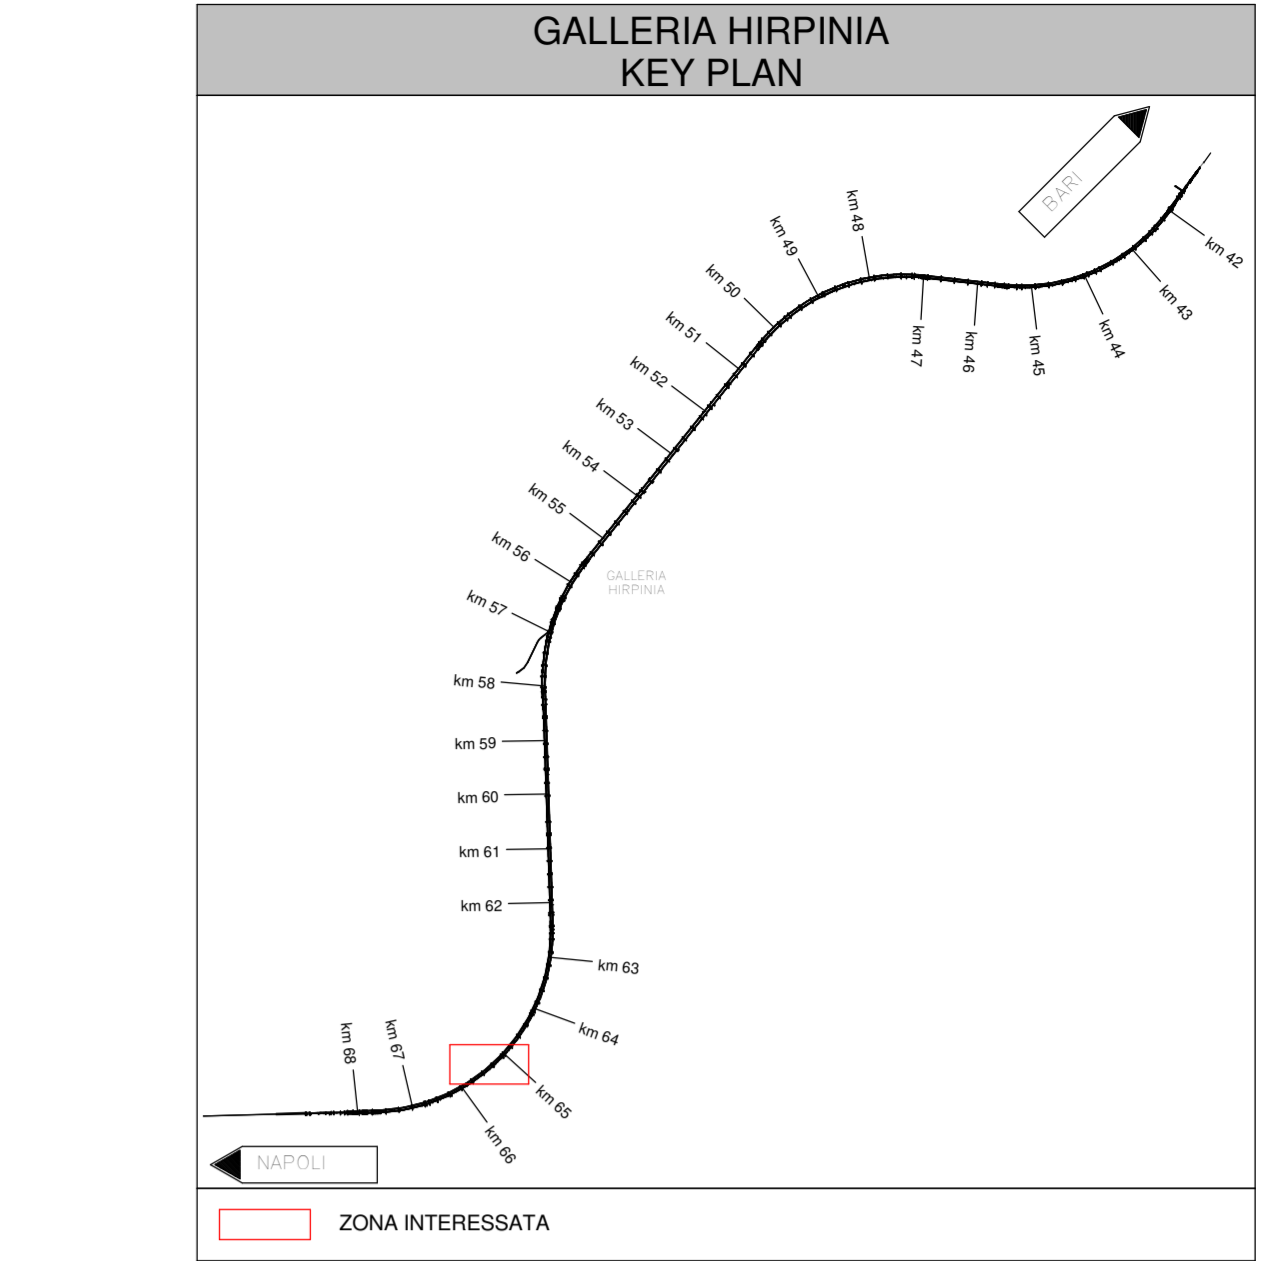 GALLERIA HIRPINIA
KEY PLAN
BARI
km 42
km 43
km 44
km 45
km 46
km 47
km 48
km 49
km 50
km 51
km 52
km 53
km 54
km 55
km 56
GALLERIA
HIRPINIA
km 57
km 58
km 59
km 60
km 61
km 62
km 63
km 64
km 65
km 66
km 67
km 68
NAPOLI
ZONA INTERESSATA